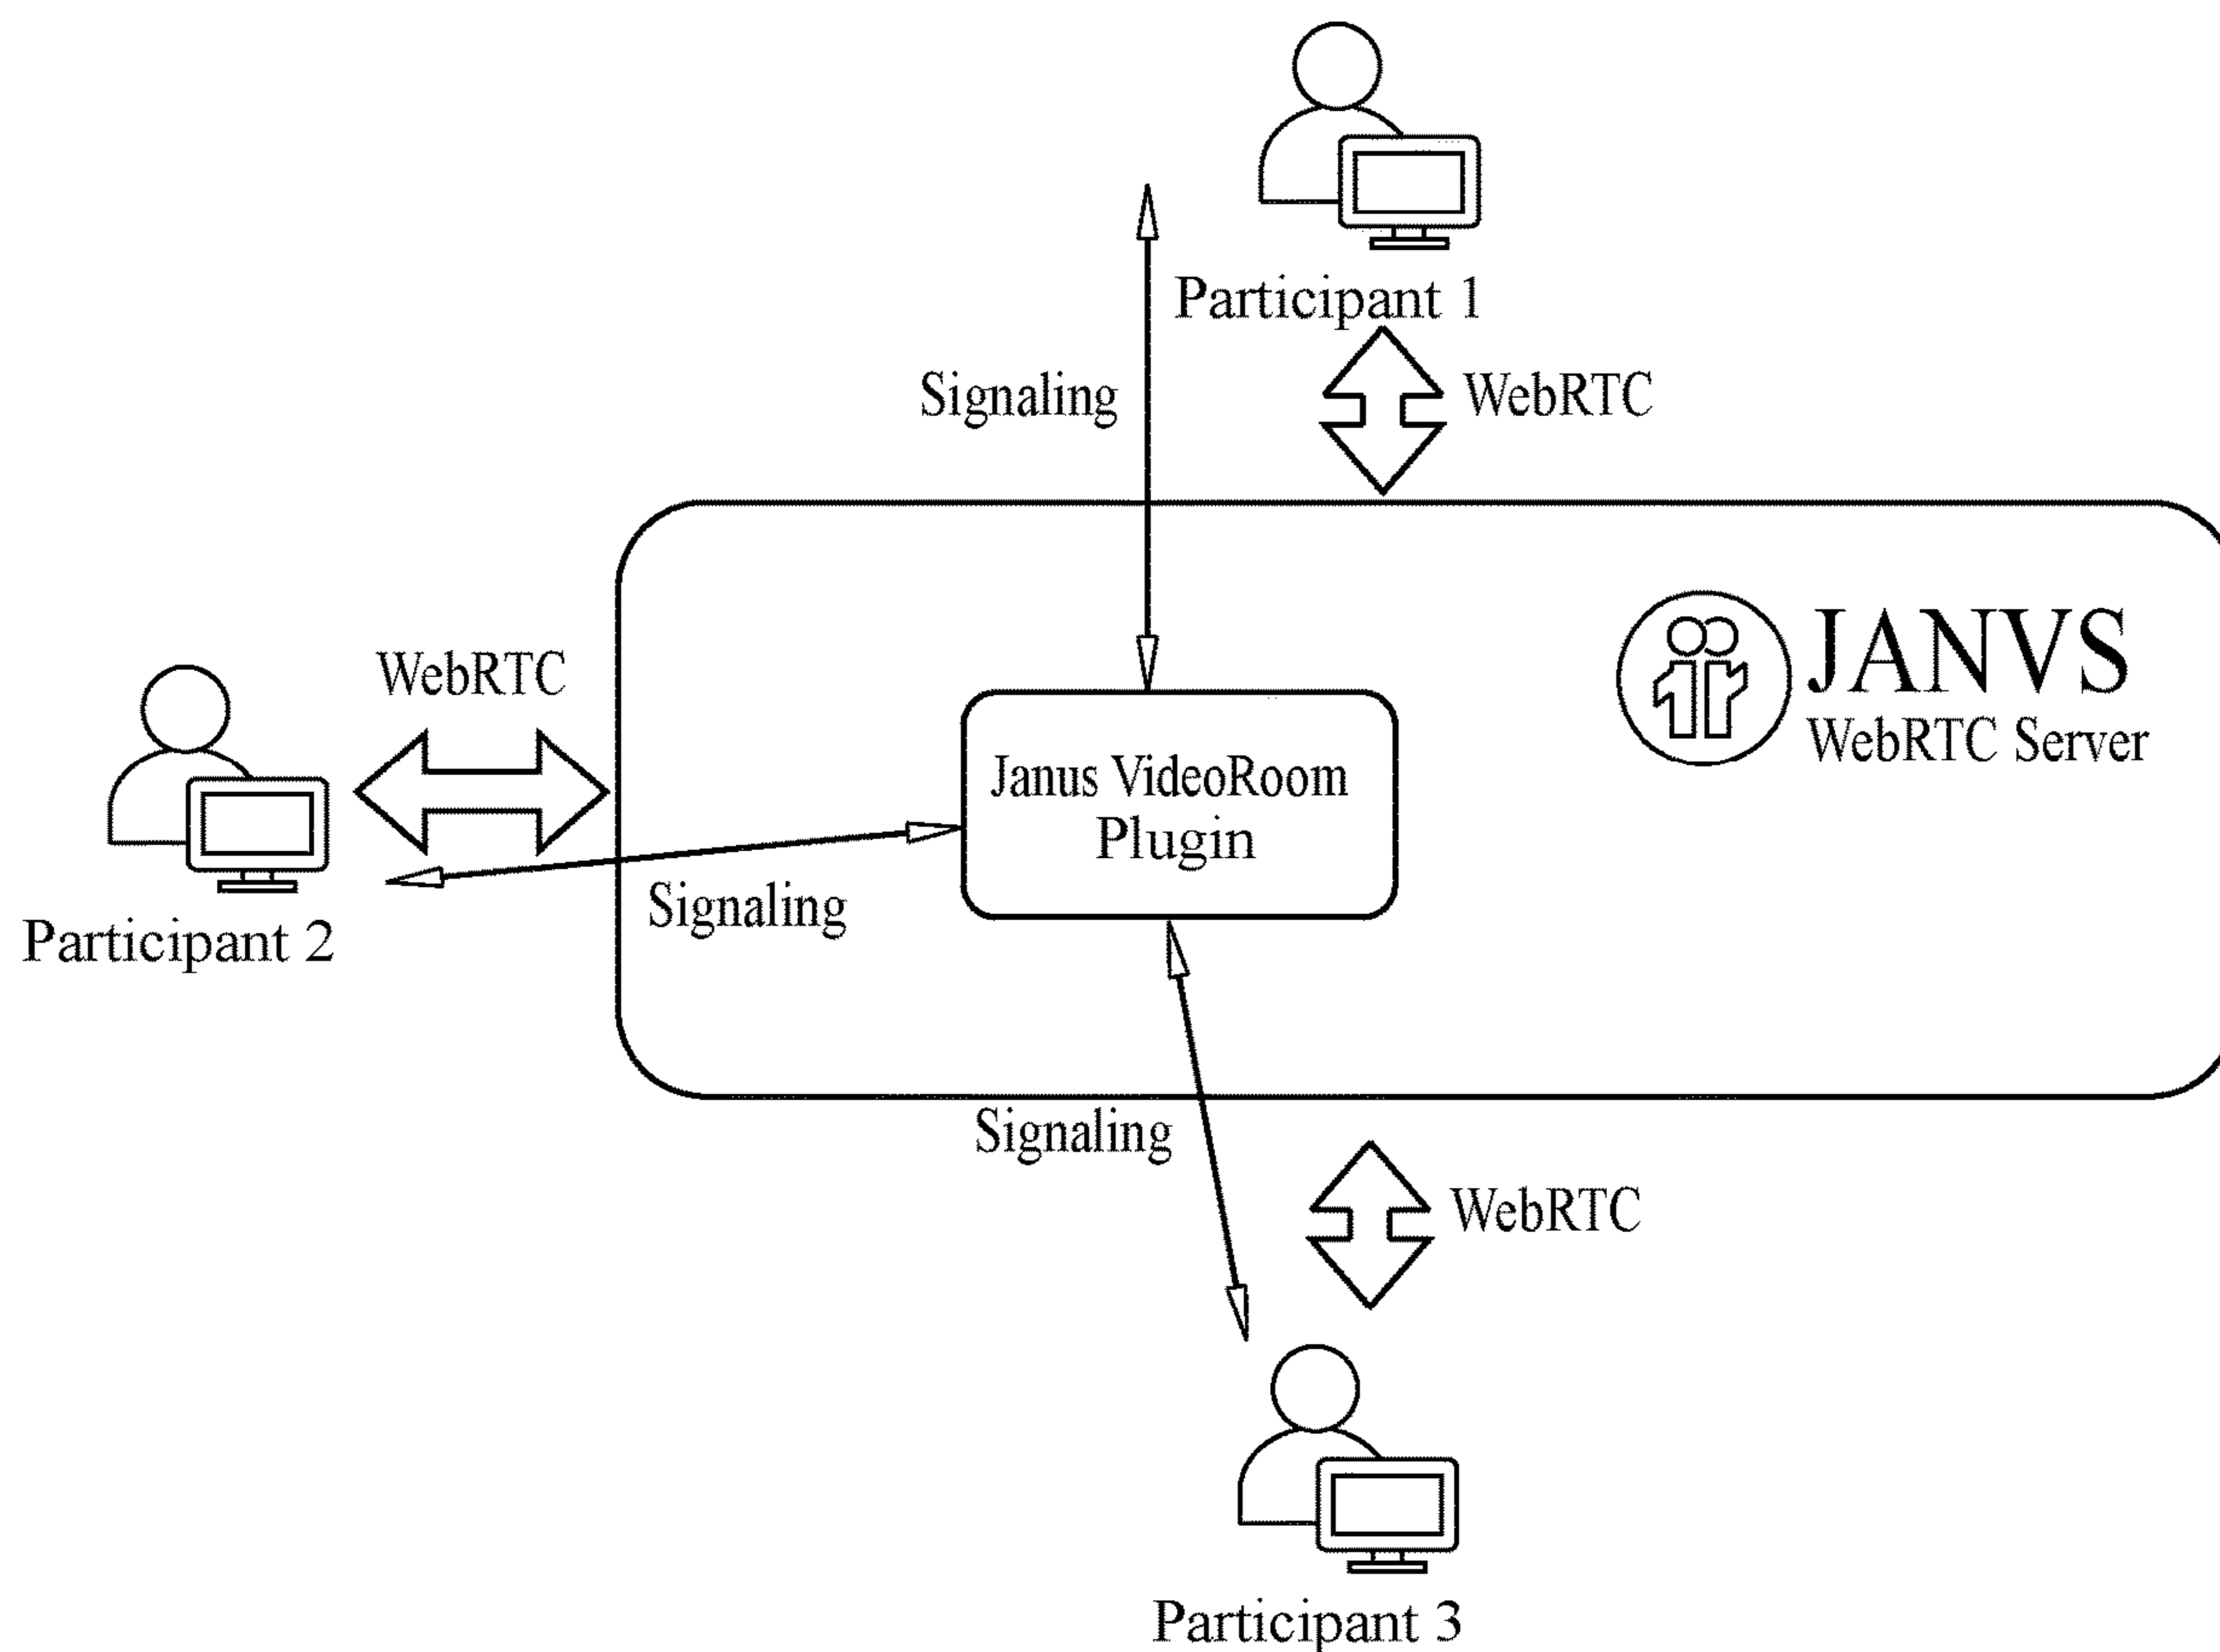 Participant 1
Signaling
WebRTC
JANVS
WebRTC Server
WebRTC
Janus VideoRoom
Plugin
Signaling
Participant 2
Signaling
WebRTC
Participant 3